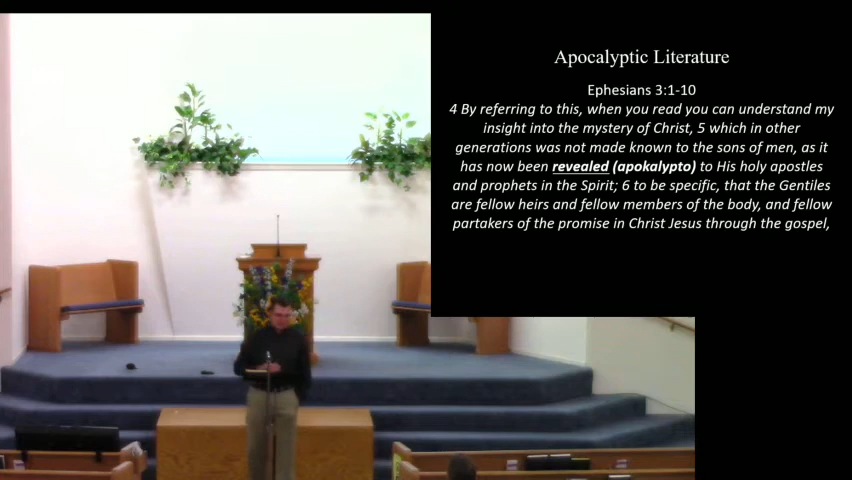 Apocalyptic Literature
Ephesians 3:1-10
4 By referring to this, when you read you can understand my
insight into the mystery of Christ, 5 which in other
generations was not made known to the sons of men, as it
has now been revealed (apokalypto) to His holy apostles
and prophets in the Spirit; 6 to be specific, that the Gentiles
are fellow heirs and fellow members of the body, and fellow
partakers of the promise in Christ Jesus through the gospel,